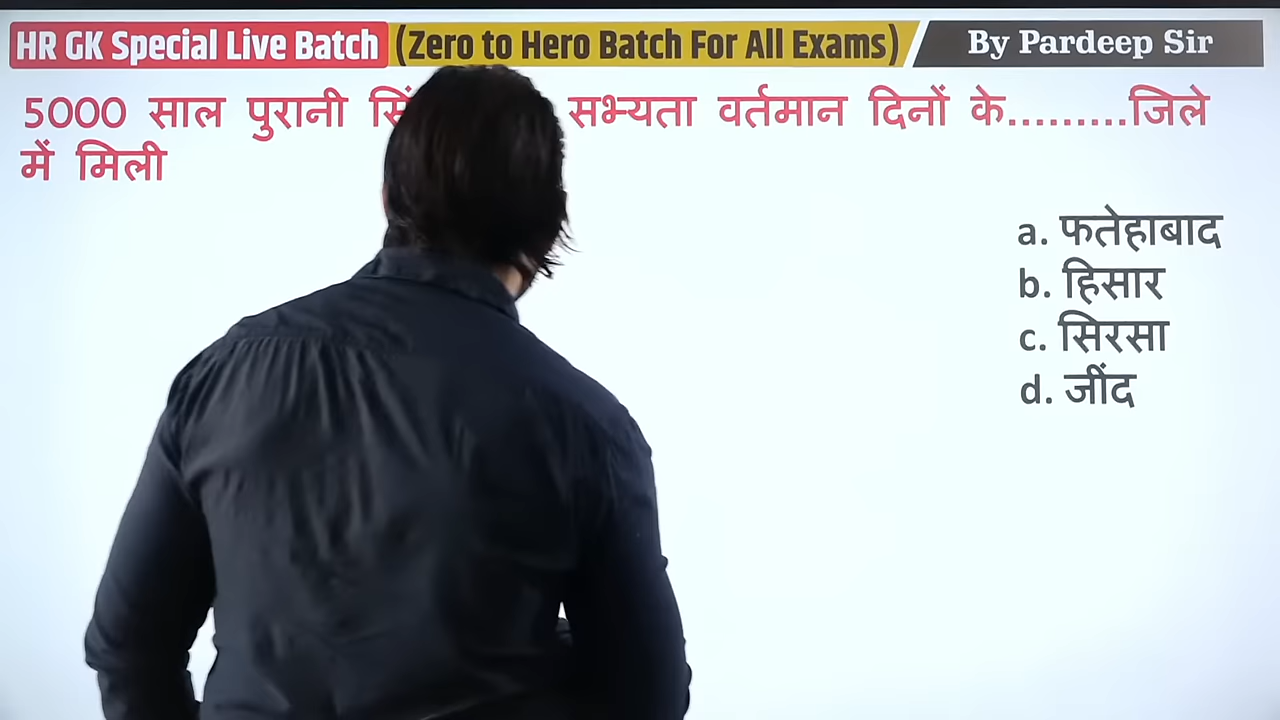 HR GK Special Live Batch (Zero to Hero Batch For All Exams) By Pardeep Sir
5000 साल पुरानी सभ्यता वर्तमान दिनों के.........जिले
में मिली
a. फतेहाबाद
b. हिसार
c. सिरसा
d. जींद